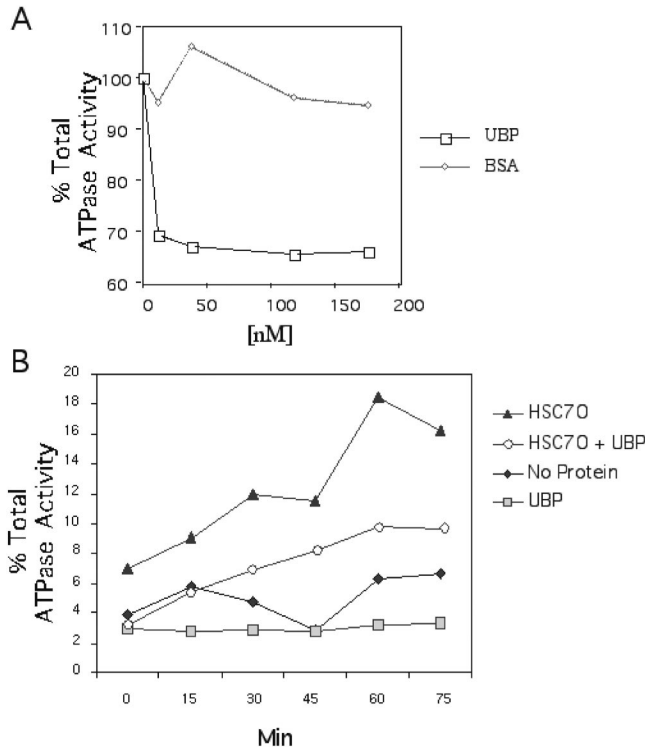 A
110
100
90
80
70
60
% Total
ATPase Activity
0
50
100
150
200
[nM]
UBP
BSA
B
20
18
16
14
12
10
8
6
4
2
0
% Total
ATPase Activity
0
15
30
45
60
75
Min
HSC70
HSC70 + UBP
No Protein
UBP